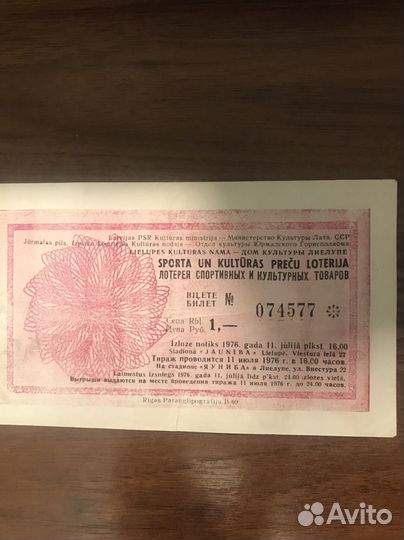 Latvijas PSR Kultūras ministrija — Министерство Культуры Латв. ССР
Jūrmalas pils. Izpildu komitejas Kultūras nodaļa — Отдел культуры Юрмалского Горисполкома
LIELUPES KULTŪRAS NAMA — ДОМ КУЛЬТУРЫ ЛИЕЛУПЕ
SPORTA UN KULTŪRAS PREČU LOTERIJA
ЛОТЕРЕЯ СПОРТИВНЫХ И КУЛЬТУРНЫХ ТОВАРОВ
BIĻETE
БИЛЕТ № 074577 *
Cena Rbļ.
Цена Руб. 1,—
Izloze notiks 1976. gada 11. jūlijā plkst. 16.00
Stadionā "JAUNĪBA" Lielupe, Viestura ielā 22
Тираж проводится 11 июля 1976 г. в 16.00 часов.
На стадионе «ЯУНИБА» в Лиелупе, ул. Виестура 22
Laimestus izsniegs 1976. gada 11. jūlijā līdz plkst. 24.00 izlozes vietā.
Выгрыши выдаются на месте проведения тиража 11 июля 1976 г. до 24.00 часов.
Rīgas Paraugtipogrāfija
Avito